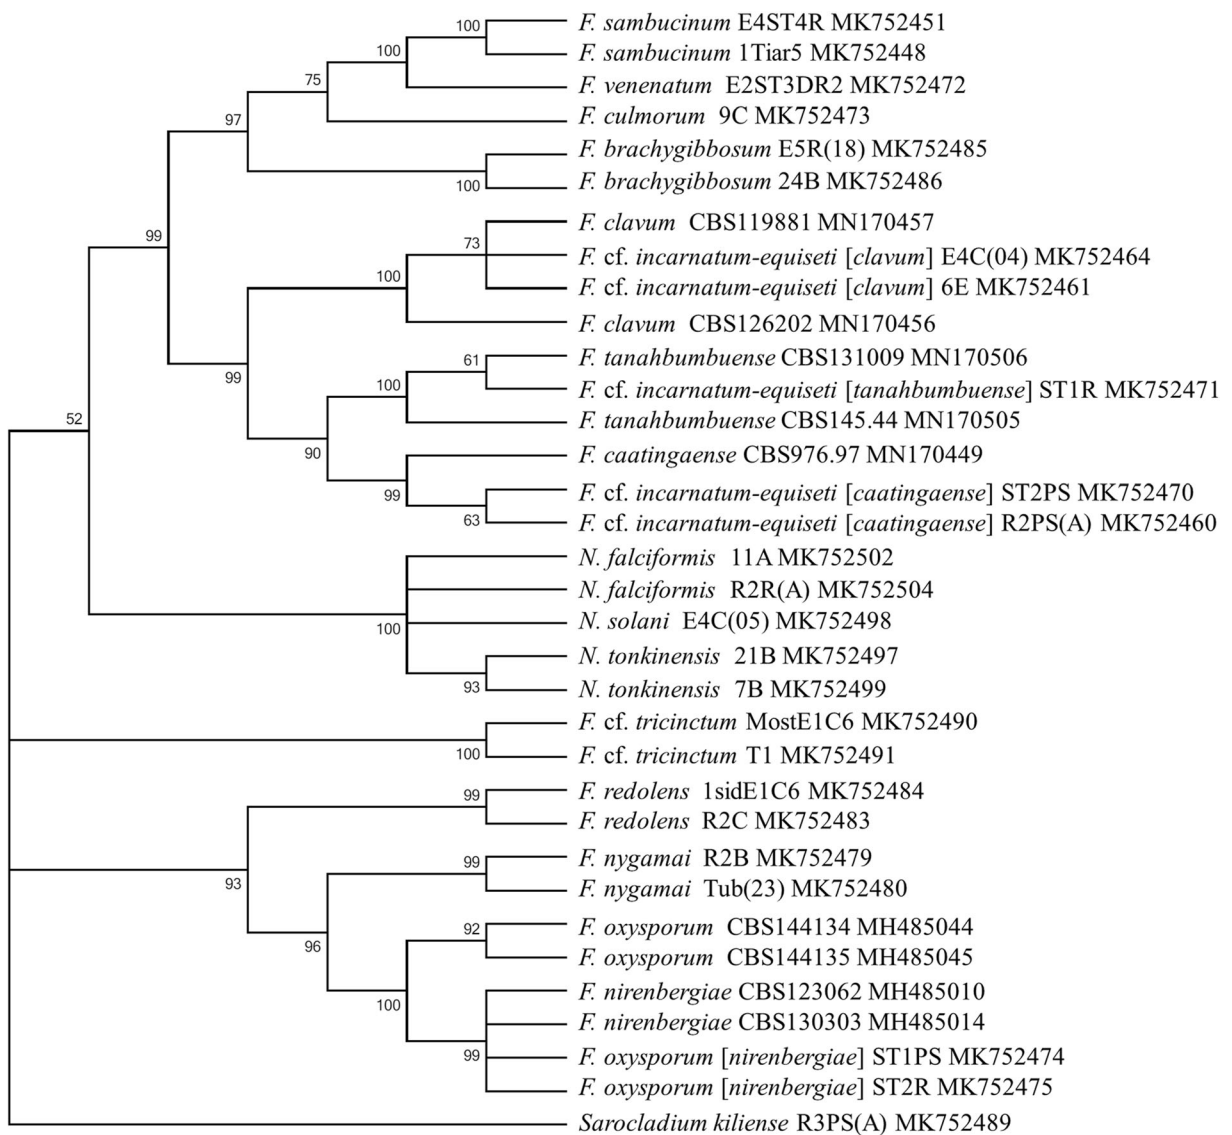 100 F. sambucinum E4ST4R MK752451
100 F. sambucinum 1Tiar5 MK752448
75 F. venenatum E2ST3DR2 MK752472
97 F. culmorum 9C MK752473
F. brachygibbosum E5R(18) MK752485
100 F. brachygibbosum 24B MK752486
F. clavum CBS119881 MN170457
99 73 F. cf. incarnatum-equiseti [clavum] E4C(04) MK752464
100 F. cf. incarnatum-equiseti [clavum] 6E MK752461
F. clavum CBS126202 MN170456
61 F. tanahbumbuense CBS131009 MN170506
99 100 F. cf. incarnatum-equiseti [tanahbumbuense] ST1R MK752471
52 F. tanahbumbuense CBS145.44 MN170505
90 F. caatingaense CBS976.97 MN170449
99 F. cf. incarnatum-equiseti [caatingaense] ST2PS MK752470
63 F. cf. incarnatum-equiseti [caatingaense] R2PS(A) MK752460
N. falciformis 11A MK752502
N. falciformis R2R(A) MK752504
100 N. solani E4C(05) MK752498
N. tonkinensis 21B MK752497
93 N. tonkinensis 7B MK752499
F. cf. tricinctum MostE1C6 MK752490
100 F. cf. tricinctum T1 MK752491
99 F. redolens 1sidE1C6 MK752484
F. redolens R2C MK752483
99 F. nygamai R2B MK752479
93 F. nygamai Tub(23) MK752480
92 F. oxysporum CBS144134 MH485044
96 F. oxysporum CBS144135 MH485045
100 F. nirenbergiae CBS123062 MH485010
F. nirenbergiae CBS130303 MH485014
99 F. oxysporum [nirenbergiae] ST1PS MK752474
F. oxysporum [nirenbergiae] ST2R MK752475
Sarocladium kiliense R3PS(A) MK752489